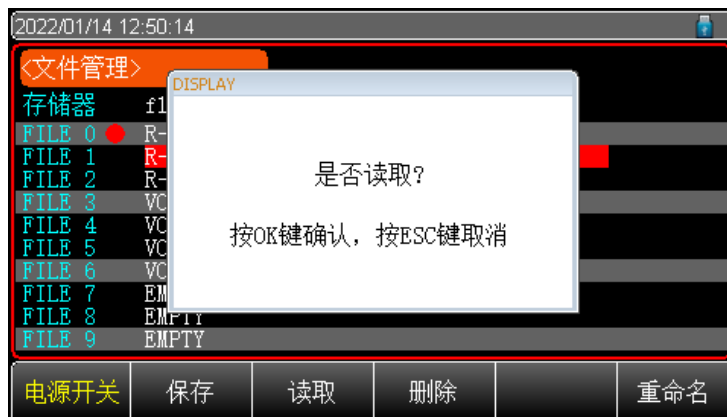 2022/01/14 12:50:14
<文件管理>
DISPLAY
存储器 fl
FILE 0 R-
FILE 1 R-
FILE 2 R-
FILE 3 VC
FILE 4 VC
FILE 5 VC
FILE 6 VC
FILE 7 EM
FILE 8 EMPTY
FILE 9 EMPTY
是否读取?
按OK键确认，按ESC键取消
电源开关 保存 读取 删除 重命名